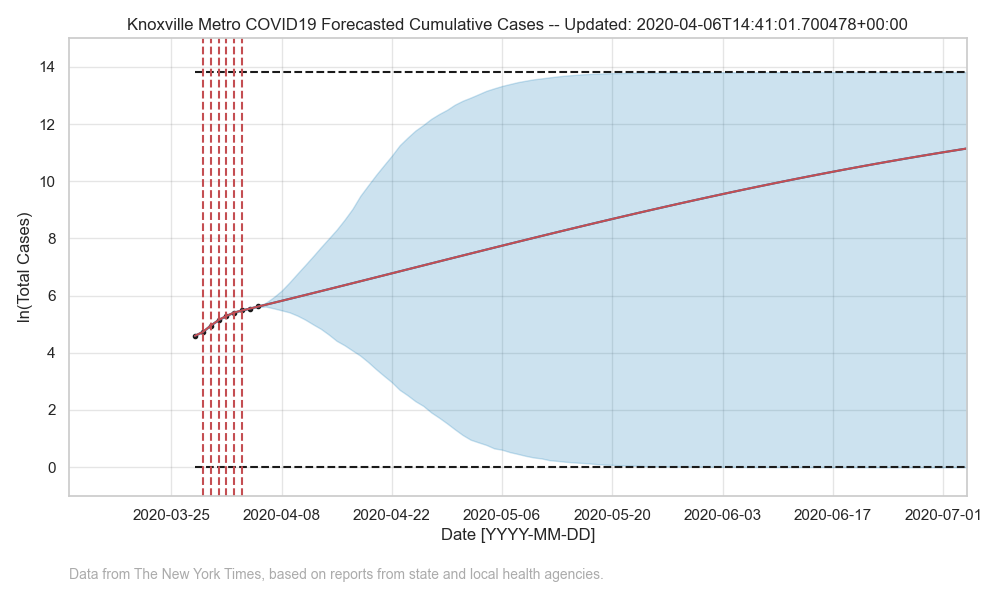 Knoxville Metro COVID19 Forecasted Cumulative Cases -- Updated: 2020-04-06T14:41:01.700478+00:00
14
12
10
8
6
4
2
0
ln(Total Cases)
2020-03-25 2020-04-08 2020-04-22 2020-05-06 2020-05-20 2020-06-03 2020-06-17 2020-07-01
Date [YYYY-MM-DD]
Data from The New York Times, based on reports from state and local health agencies.